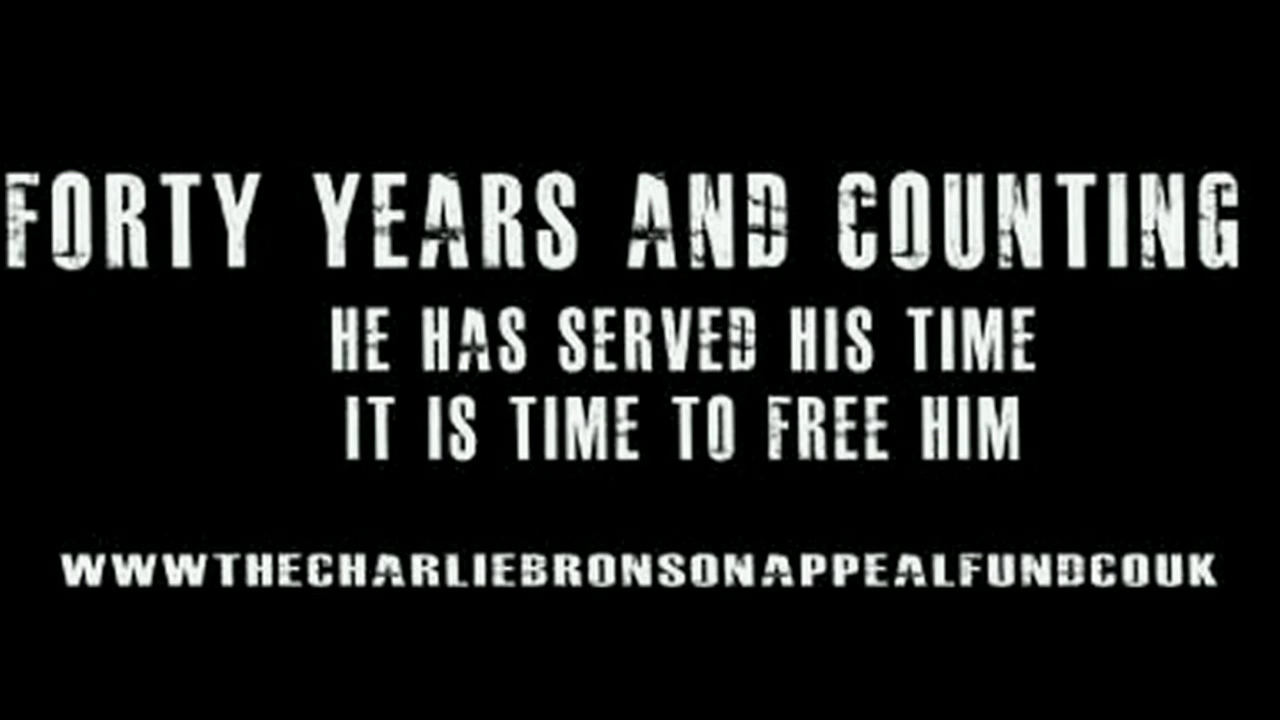 FORTY YEARS AND COUNTING
HE HAS SERVED HIS TIME
IT IS TIME TO FREE HIM
WWWTHECHARLIEBRONSONAPPEALFUNDCOUK